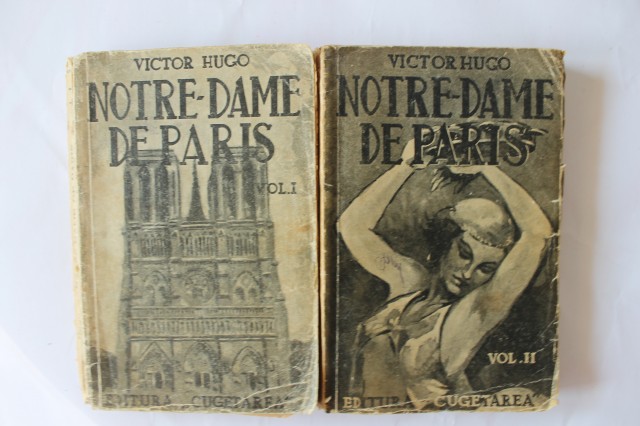 VICTOR HUGO
NOTRE-DAME
DE PARIS
VOL.I
EDITURA "CUGETAREA"
VICTOR HUGO
NOTRE-DAME
DE PARIS
VOL.II
EDITURA "CUGETAREA"